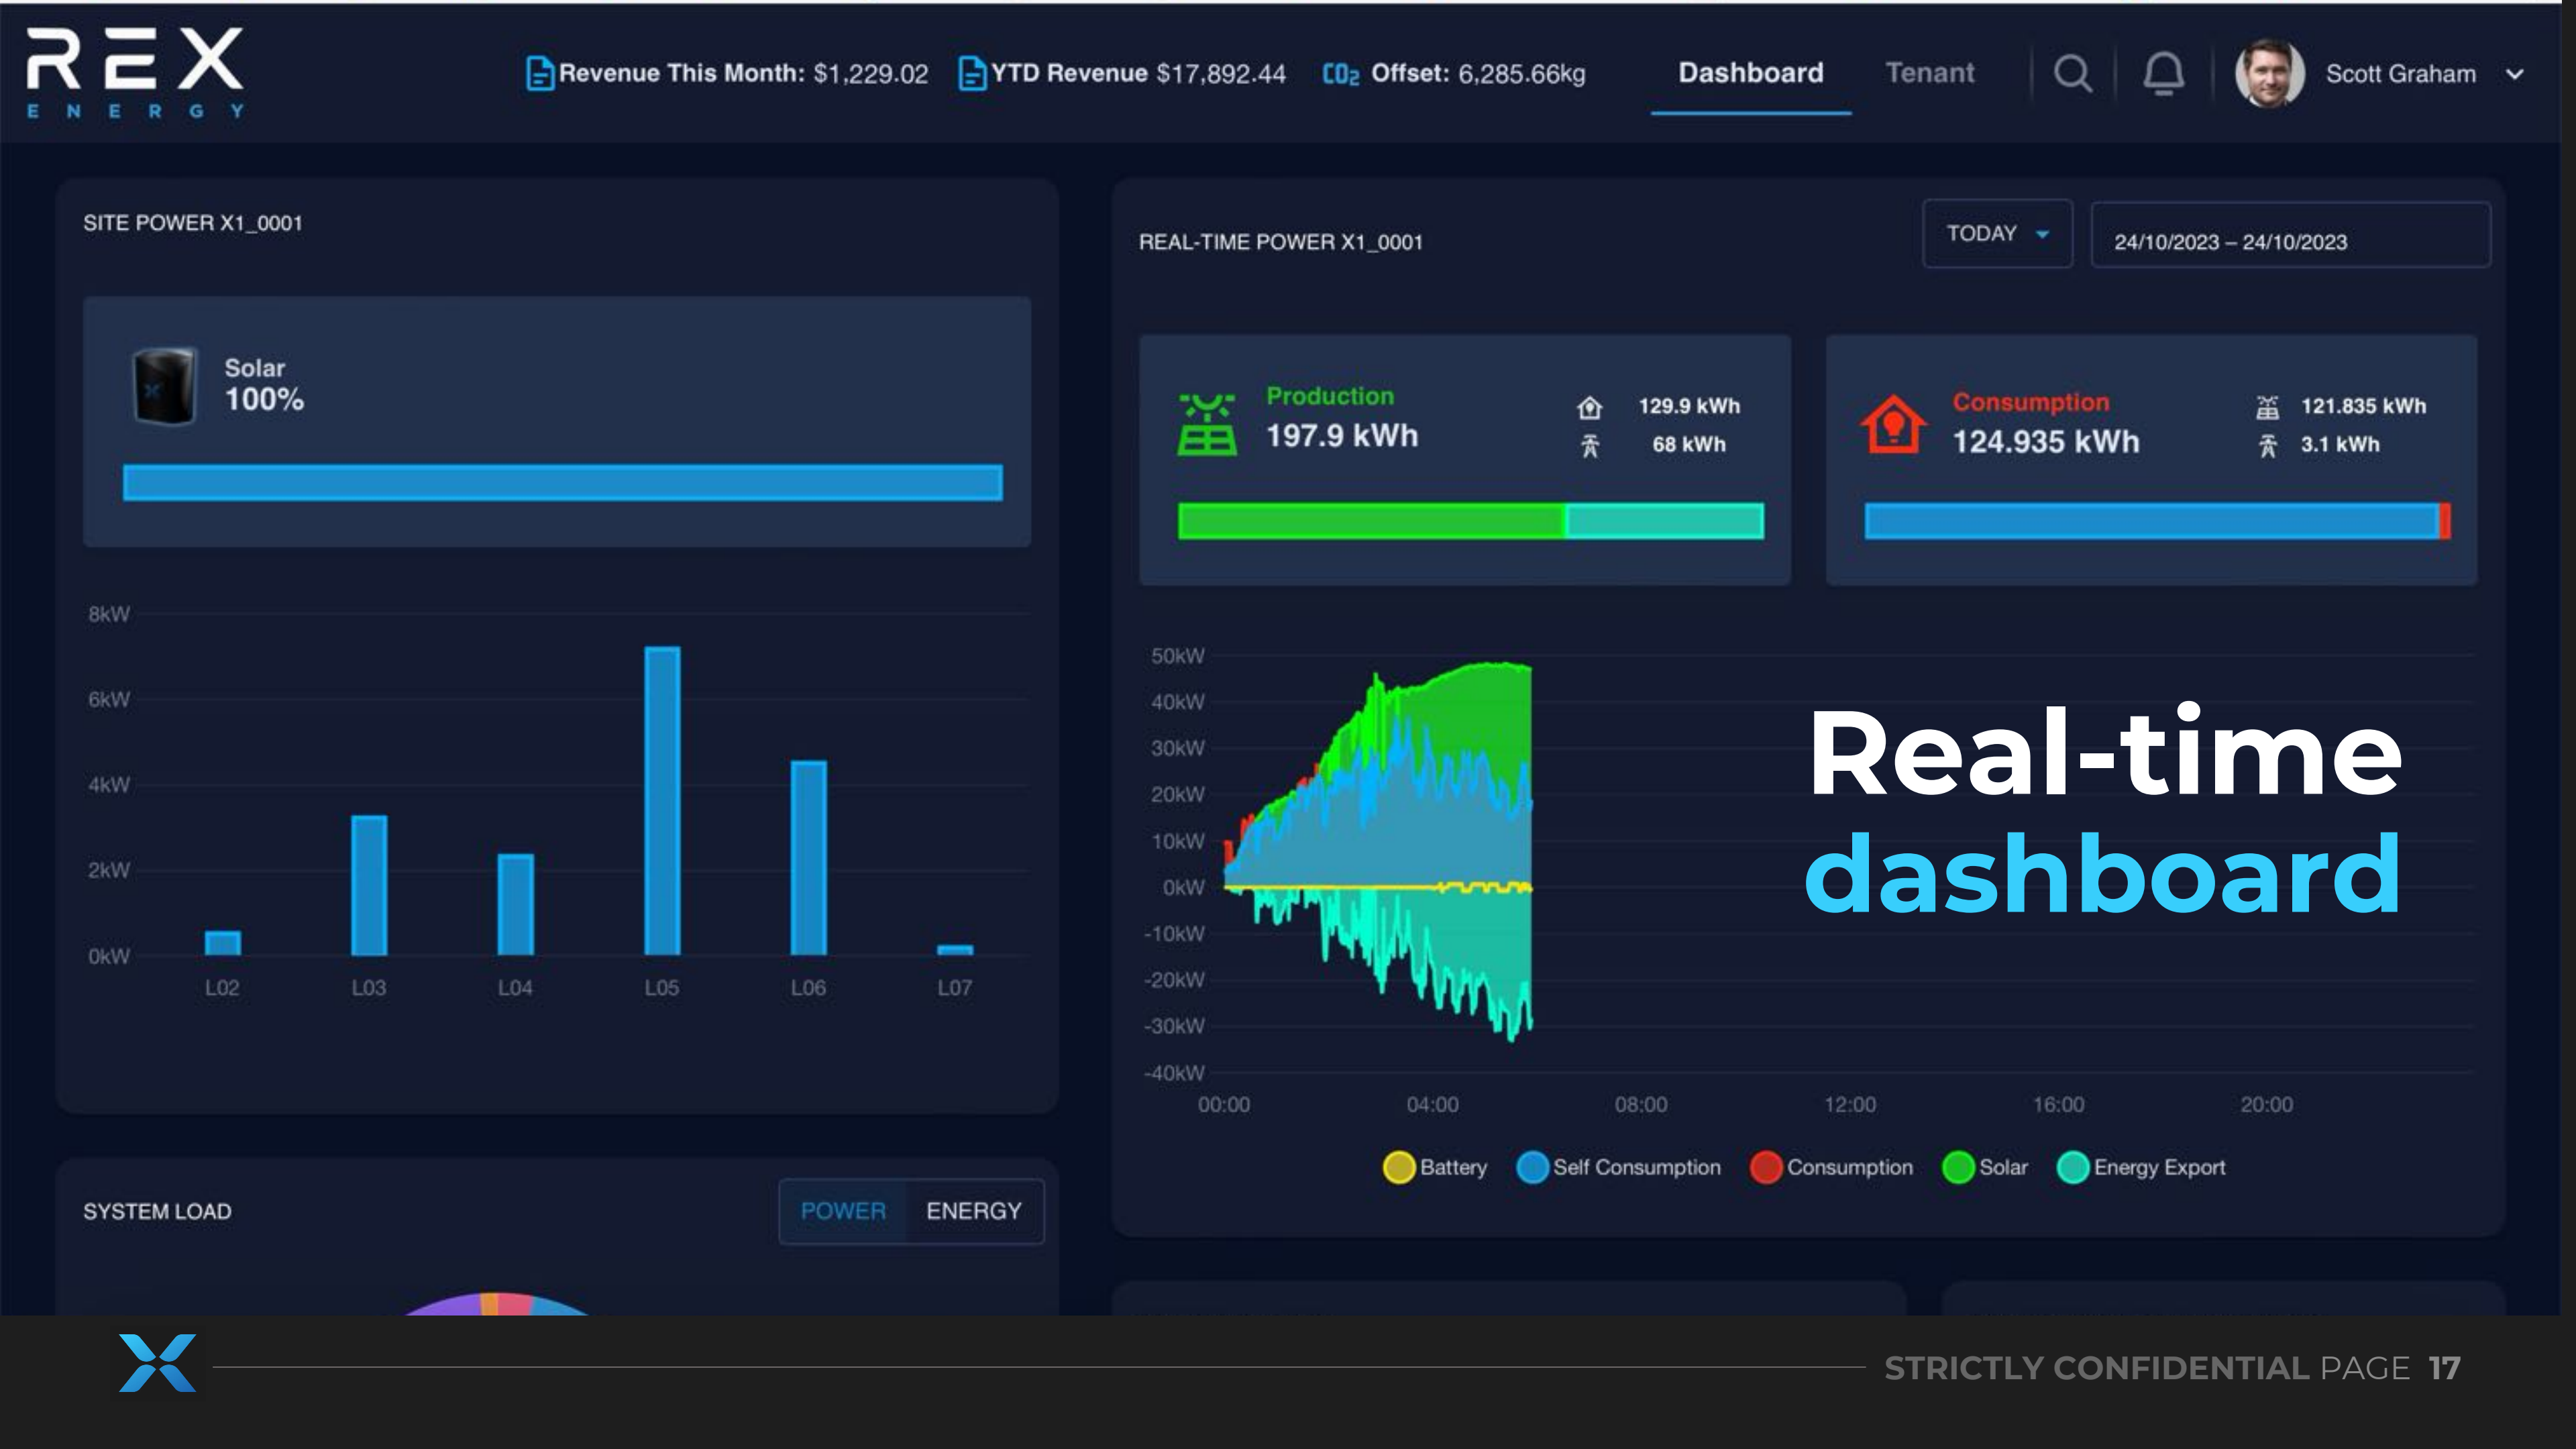 REX
ENERGY
Revenue This Month: $1,229.02
YTD Revenue $17,892.44
CO2 Offset: 6,285.66kg
Dashboard
Tenant
Scott Graham
SITE POWER X1_0001
Solar
100%
8kW
6kW
4kW
2kW
0kW
L02 L03 L04 L05 L06 L07
SYSTEM LOAD
POWER ENERGY
REAL-TIME POWER X1_0001
TODAY
24/10/2023 – 24/10/2023
Production
197.9 kWh
129.9 kWh
68 kWh
Consumption
124.935 kWh
121.835 kWh
3.1 kWh
50kW
40kW
30kW
20kW
10kW
0kW
-10kW
-20kW
-30kW
-40kW
00:00 04:00 08:00 12:00 16:00 20:00
Battery Self Consumption Consumption Solar Energy Export
Real-time
dashboard
STRICTLY CONFIDENTIAL PAGE 17